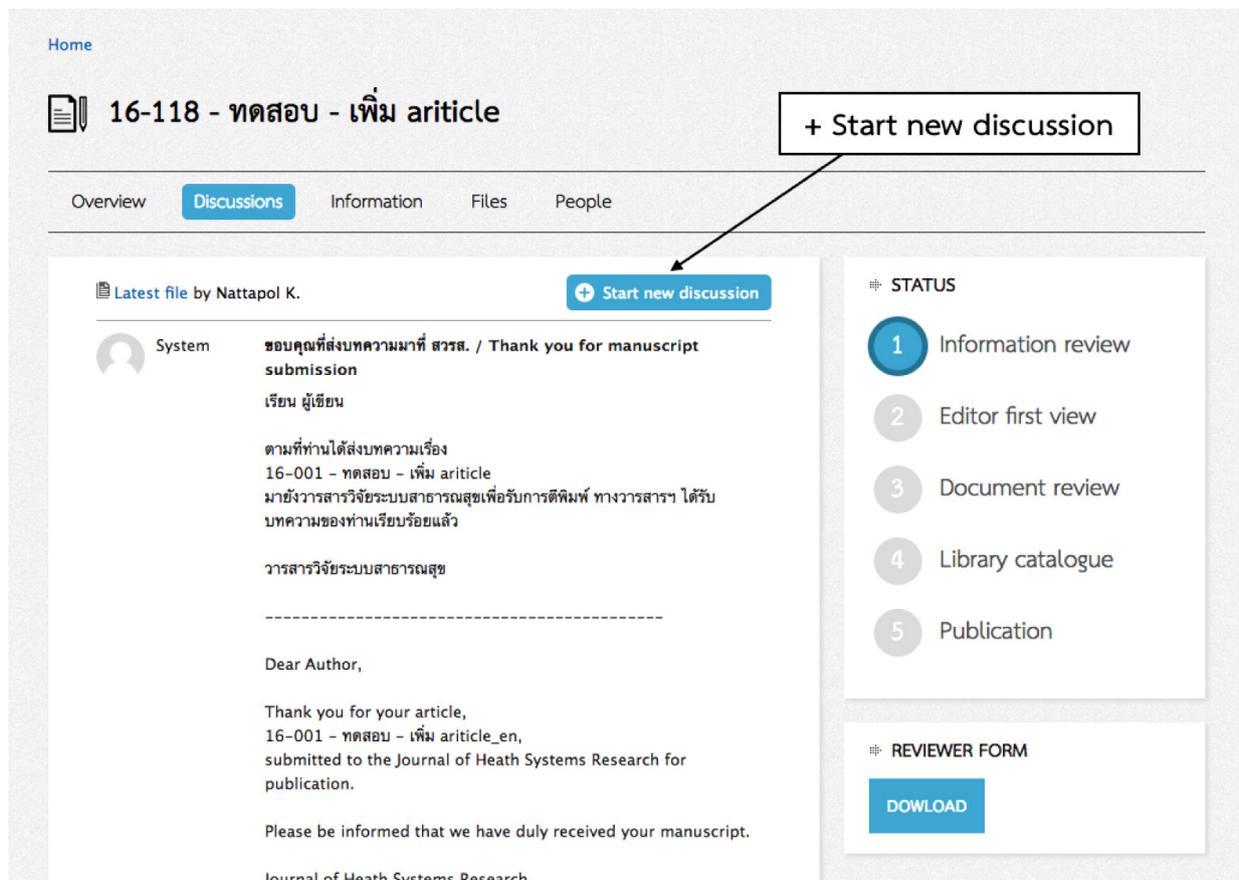 Home
16-118 - ทดสอบ - เพิ่ม ariticle
+ Start new discussion
Overview Discussions Information Files People
Latest file by Nattapol K.
Start new discussion
System
ขอบคุณที่ส่งบทความมาที่ สวรส. / Thank you for manuscript
submission
เรียน ผู้เขียน
ตามที่ท่านได้ส่งบทความเรื่อง
16-001 - ทดสอบ - เพิ่ม ariticle
มายังวารสารวิจัยระบบสาธารณสุขเพื่อรับการตีพิมพ์ ทางวารสารฯ ได้รับ
บทความของท่านเรียบร้อยแล้ว
วารสารวิจัยระบบสาธารณสุข
--------------------------------------------
Dear Author,
Thank you for your article,
16-001 - ทดสอบ - เพิ่ม ariticle_en,
submitted to the Journal of Heath Systems Research for
publication.
Please be informed that we have duly received your manuscript.
Journal of Heath Systems Research
STATUS
1 Information review
2 Editor first view
3 Document review
4 Library catalogue
5 Publication
REVIEWER FORM
DOWLOAD